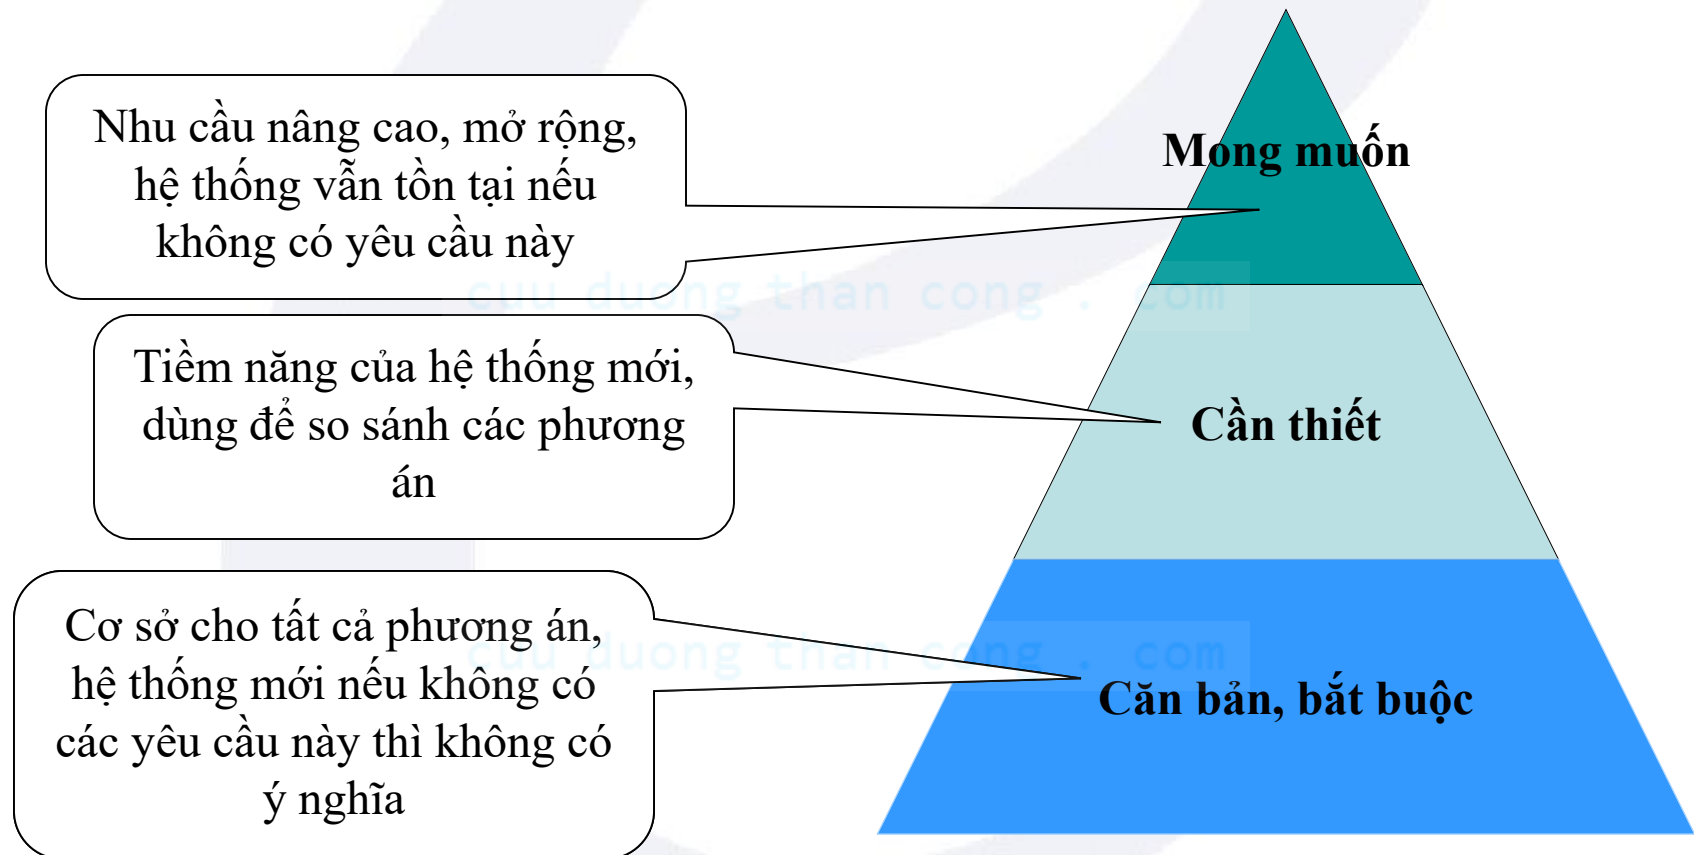 Nhu cầu nâng cao, mở rộng,
hệ thống vẫn tồn tại nếu
không có yêu cầu này
Mong muốn
cuu duong than cong . com
Tiềm năng của hệ thống mới,
dùng để so sánh các phương
án
Cần thiết
Cơ sở cho tất cả phương án,
hệ thống mới nếu không có
các yêu cầu này thì không có
ý nghĩa
cuu duong than cong . com
Căn bản, bắt buộc